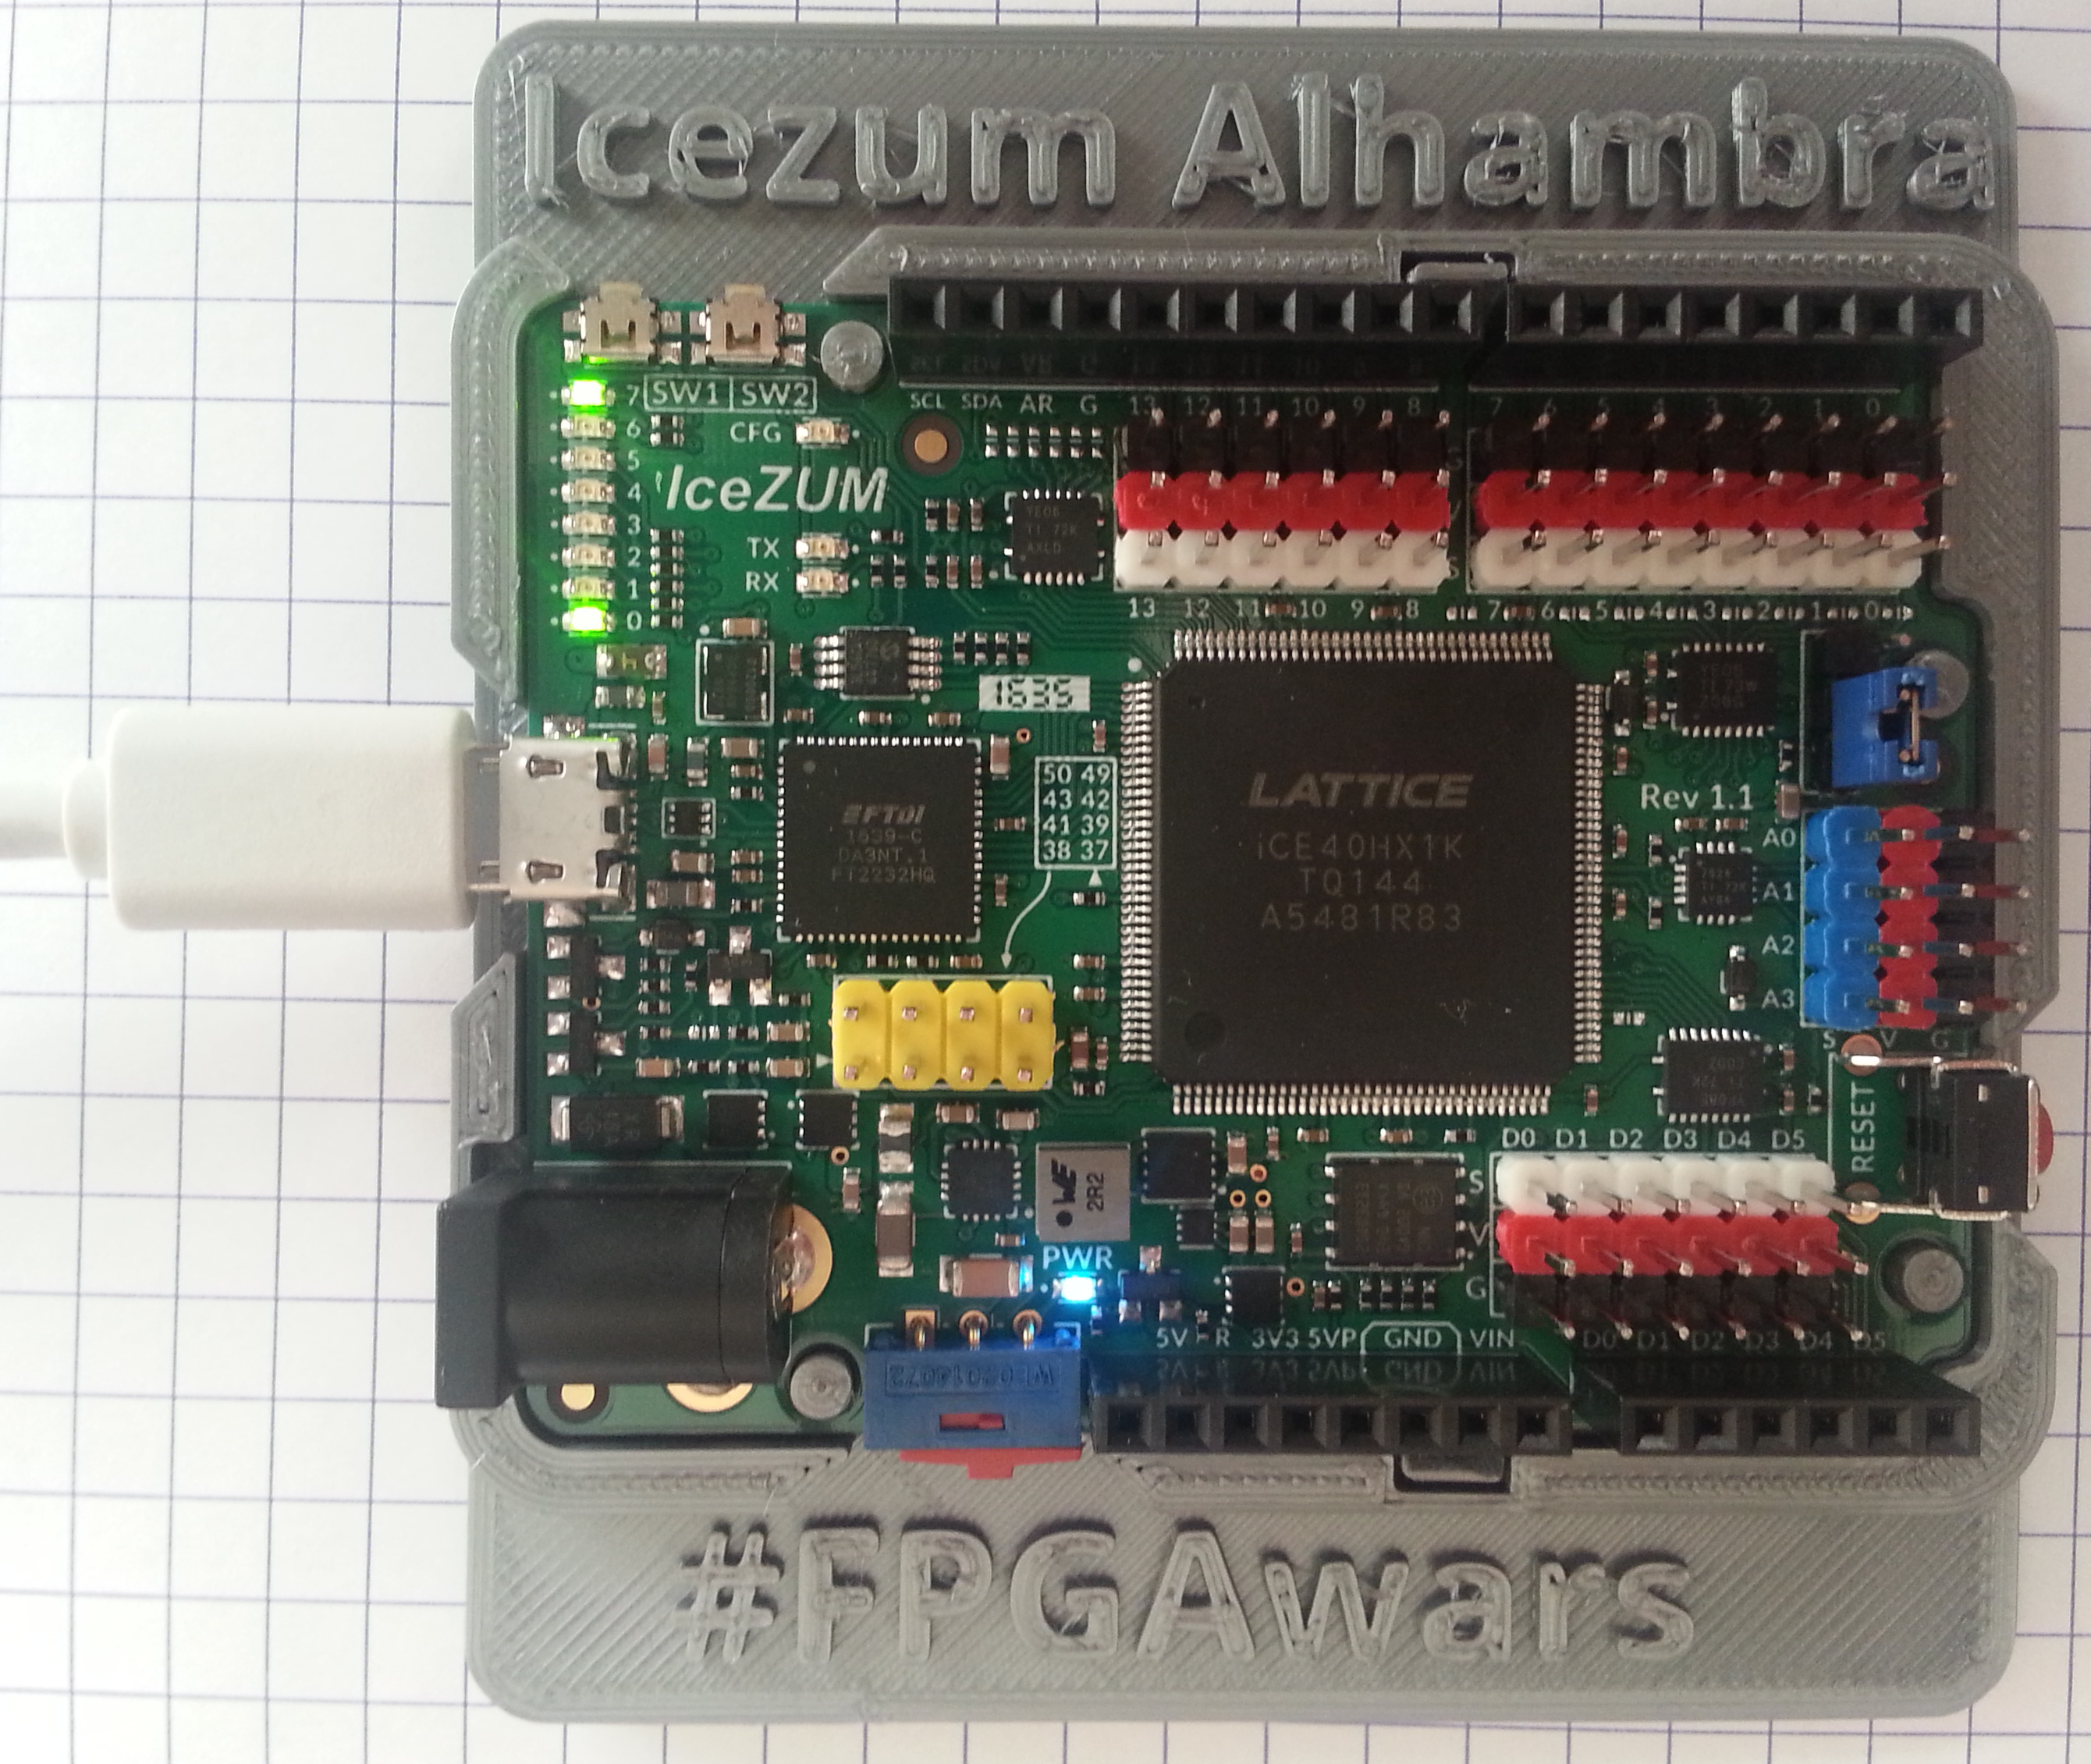 Icezum Alhambra
SCL SDA AR G 13 12 11 10 9 8 7 6 5 4 3 2 1 0
7 SW1 SW2
6 CFG
5
4 IceZUM
3
2 TX
1 RX
0
13 12 11 10 9 8 7 6 5 4 3 2 1 0
1635
50 49
43 42
41 39
38 37
FTDI
1639-C
DA3NT.1
FT2232HQ
LATTICE
iCE40HX1K
TQ144
A5481R83
Rev 1.1
A0
A1
A2
A3
S V G
RESET
D0 D1 D2 D3 D4 D5
S
V
G
WE
2R2
PWR
5V R 3V3 5VP GND VIN
D0 D1 D2 D3 D4 D5
#FPGAwars